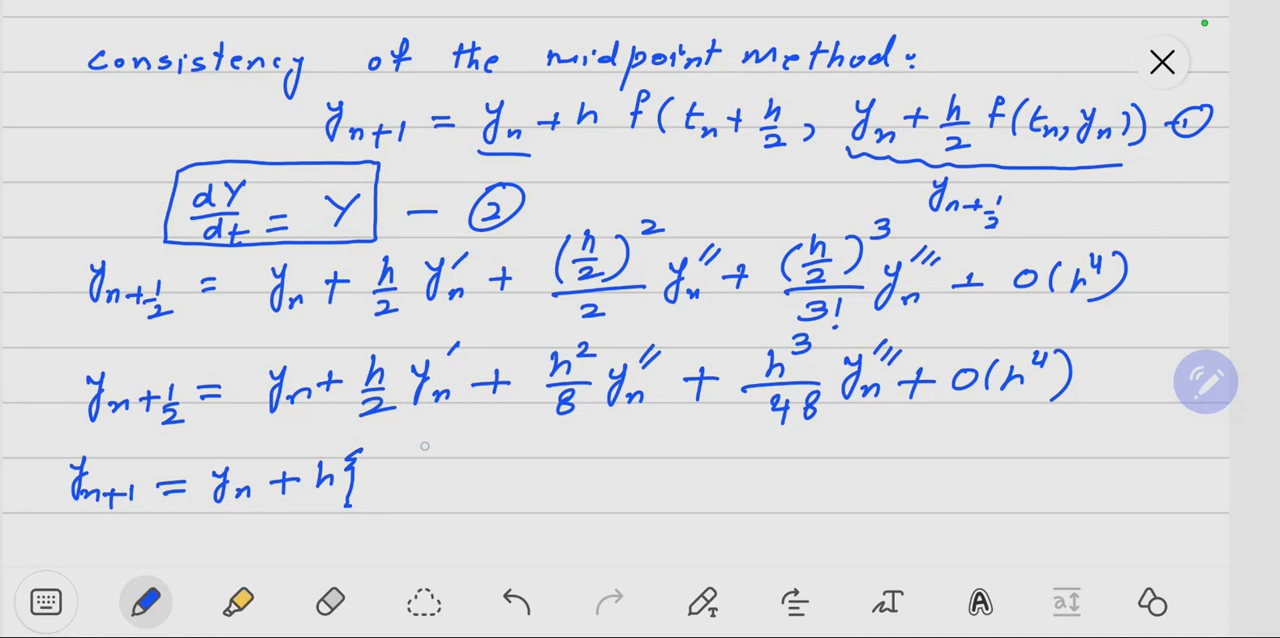 consistency of the midpoint method:
y_{n+1} = y_n + h f(t_n + h/2, y_n + h/2 f(t_n, y_n)) - ①
y_{n+1/2}
dY/dt = Y - ②
y_{n+1/2} = y_n + h/2 y_n′ + (h/2)^2/2 y_n″ + (h/2)^3/3! y_n‴ + O(h^4)
y_{n+1/2} = y_n + h/2 y_n′ + h^2/8 y_n″ + h^3/48 y_n‴ + O(h^4)
y_{n+1} = y_n + h{